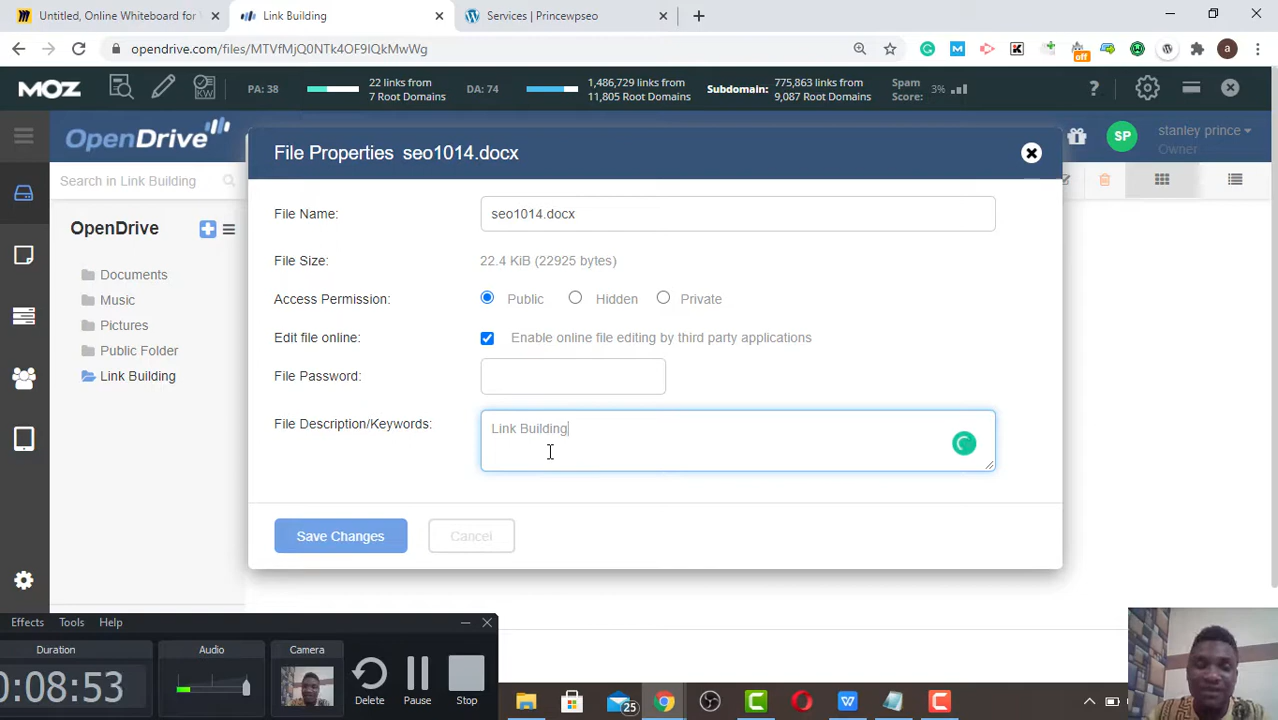 Untitled, Online Whiteboard for
Link Building
Services | Princewpseo
opendrive.com/files/MTVfMjQ0NTk4OF9IQkMwWg
off
a
MOZ
KW
PA: 38
22 links from
7 Root Domains
DA: 74
1,486,729 links from
11,805 Root Domains
Subdomain:
775,863 links from
9,087 Root Domains
Spam
Score:
3%
OpenDrive
SP
stanley prince
Owner
Search in Link Building
OpenDrive
Documents
Music
Pictures
Public Folder
Link Building
File Properties seo1014.docx
File Name:
seo1014.docx
File Size:
22.4 KiB (22925 bytes)
Access Permission:
Public
Hidden
Private
Edit file online:
Enable online file editing by third party applications
File Password:
File Description/Keywords:
Link Building
Save Changes
Cancel
Effects
Tools
Help
Duration
0:08:53
Audio
Camera
Delete
Pause
Stop
25